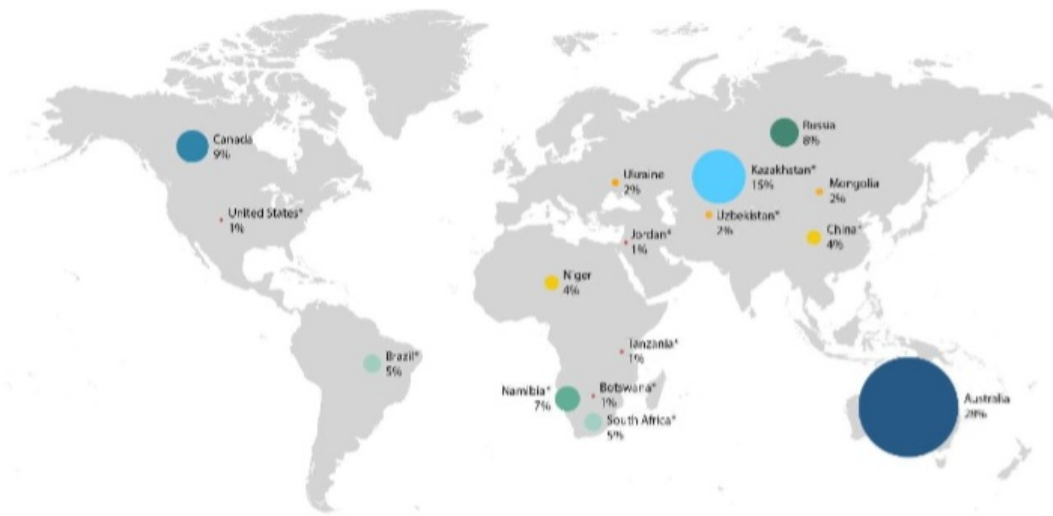 Canada
9%
United States*
1%
Brazil*
5%
Ukraine
2%
Jordan*
1%
Niger
4%
Tanzania*
1%
Namibia*
7%
Botswana*
1%
South Africa*
5%
Russia
8%
Kazakhstan*
15%
Mongolia
2%
Uzbekistan*
2%
China*
4%
Australia
28%